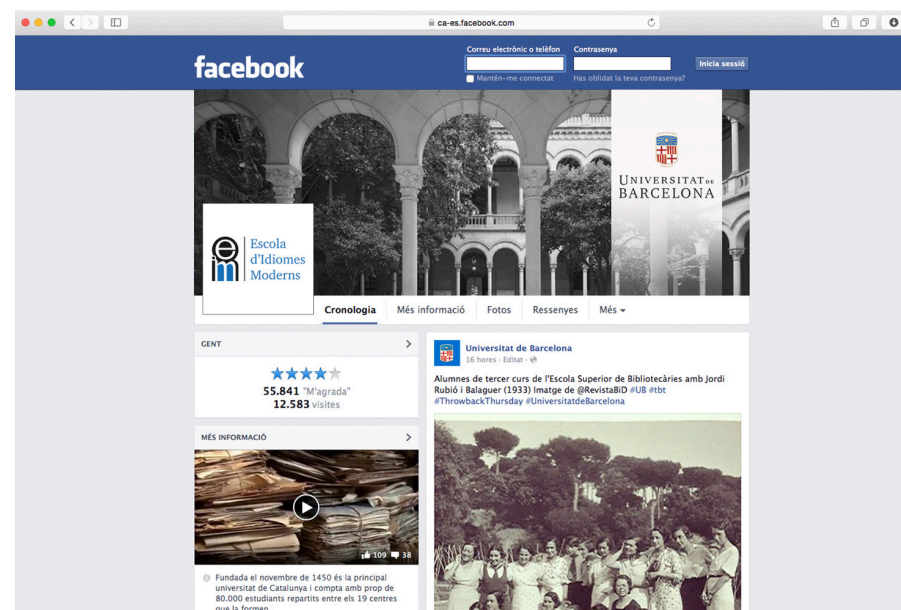 ca-es.facebook.com
facebook
Correu electrònic o telèfon
Contrasenya
Inicia sessió
Mantén-me connectat
Has oblidat la teva contrasenya?
UNIVERSITAT DE
BARCELONA
eim
Escola
d'Idiomes
Moderns
Cronologia
Més informació
Fotos
Ressenyes
Més
GENT
55.841 "M'agrada"
12.583 visites
MÉS INFORMACIÓ
109
38
Fundada el novembre de 1450 és la principal
universitat de Catalunya i compta amb prop de
80.000 estudiants repartits entre els 19 centres
que la formen
Universitat de Barcelona
16 hores · Editat ·
Alumnes de tercer curs de l'Escola Superior de Bibliotecàries amb Jordi
Rubió i Balaguer (1933) Imatge de @RevistaBiD #UB #tbt
#ThrowbackThursday #UniversitatdeBarcelona